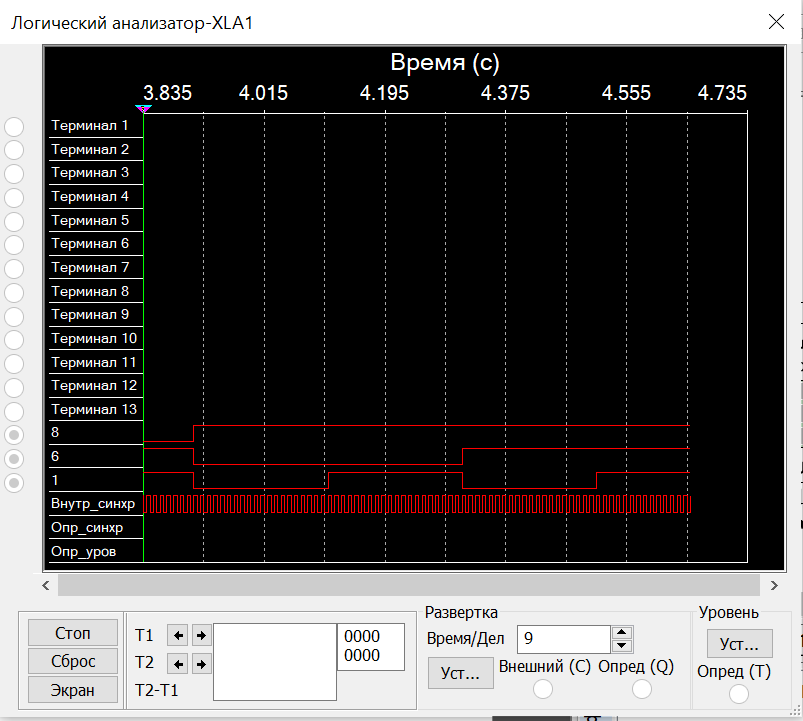 Логический анализатор-XLA1
Время (с)
3.835 4.015 4.195 4.375 4.555 4.735
Терминал 1
Терминал 2
Терминал 3
Терминал 4
Терминал 5
Терминал 6
Терминал 7
Терминал 8
Терминал 9
Терминал 10
Терминал 11
Терминал 12
Терминал 13
8
6
1
Внутр_синхр
Опр_синхр
Опр_уров
Стоп
Сброс
Экран
T1
T2
T2-T1
0000
0000
Развертка
Время/Дел 9
Уст...
Внешний (C) Опред (Q)
Уровень
Уст...
Опред (T)